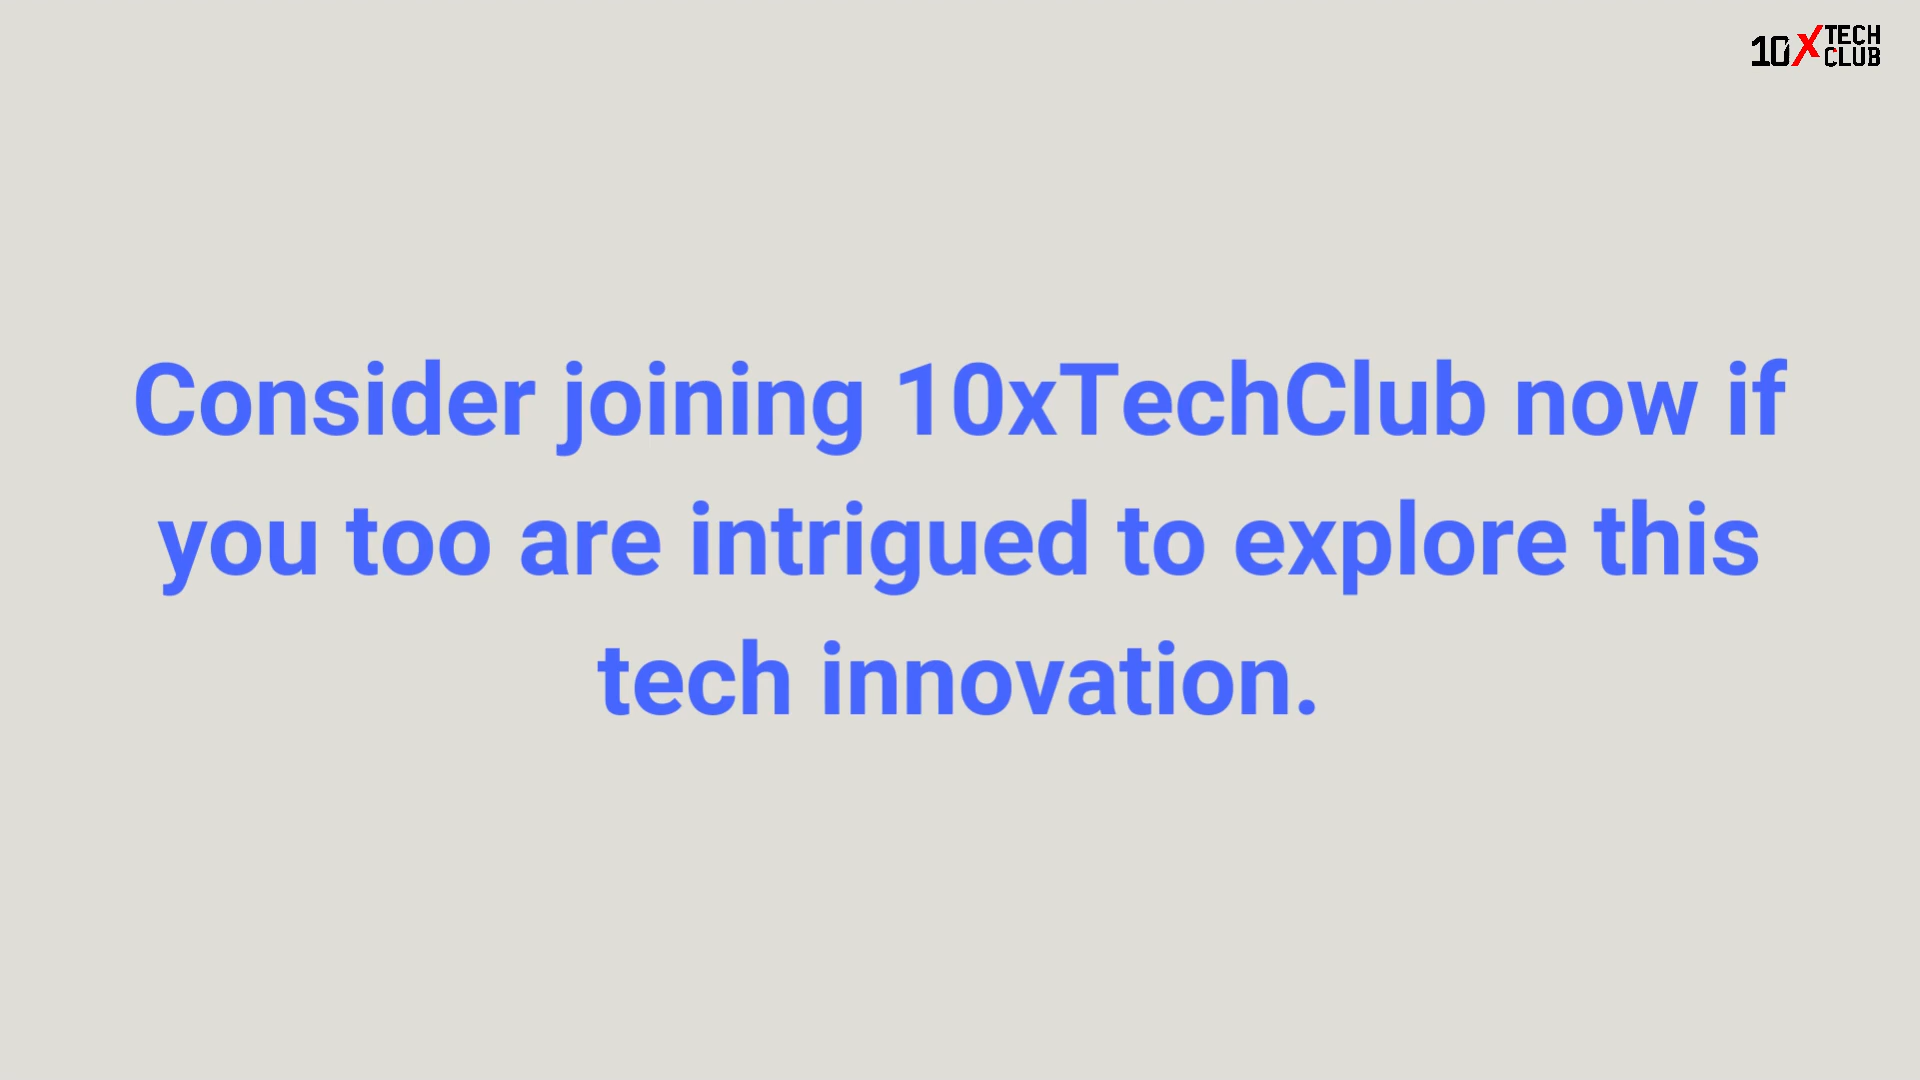 10X TECH
CLUB
Consider joining 10xTechClub now if
you too are intrigued to explore this
tech innovation.